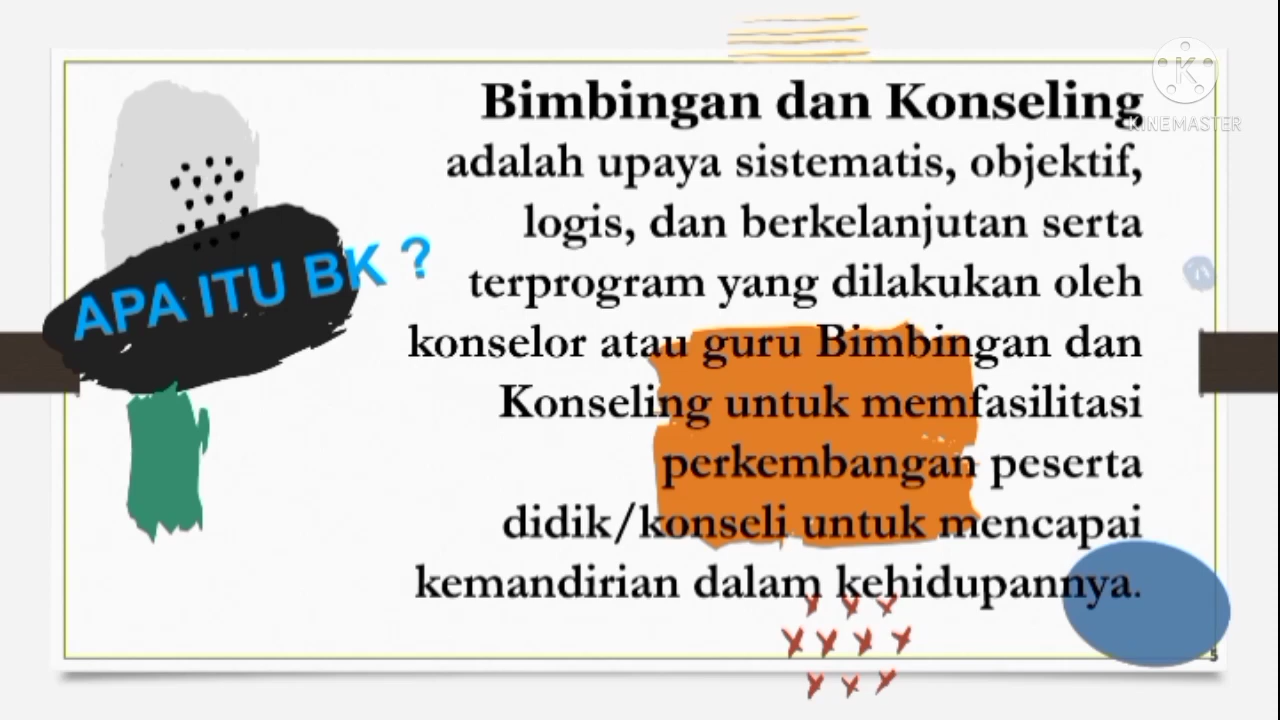 APA ITU BK ?
Bimbingan dan Konseling
adalah upaya sistematis, objektif,
logis, dan berkelanjutan serta
terprogram yang dilakukan oleh
konselor atau guru Bimbingan dan
Konseling untuk memfasilitasi
perkembangan peserta
didik/konseli untuk mencapai
kemandirian dalam kehidupannya.
5
K
KINEMASTER